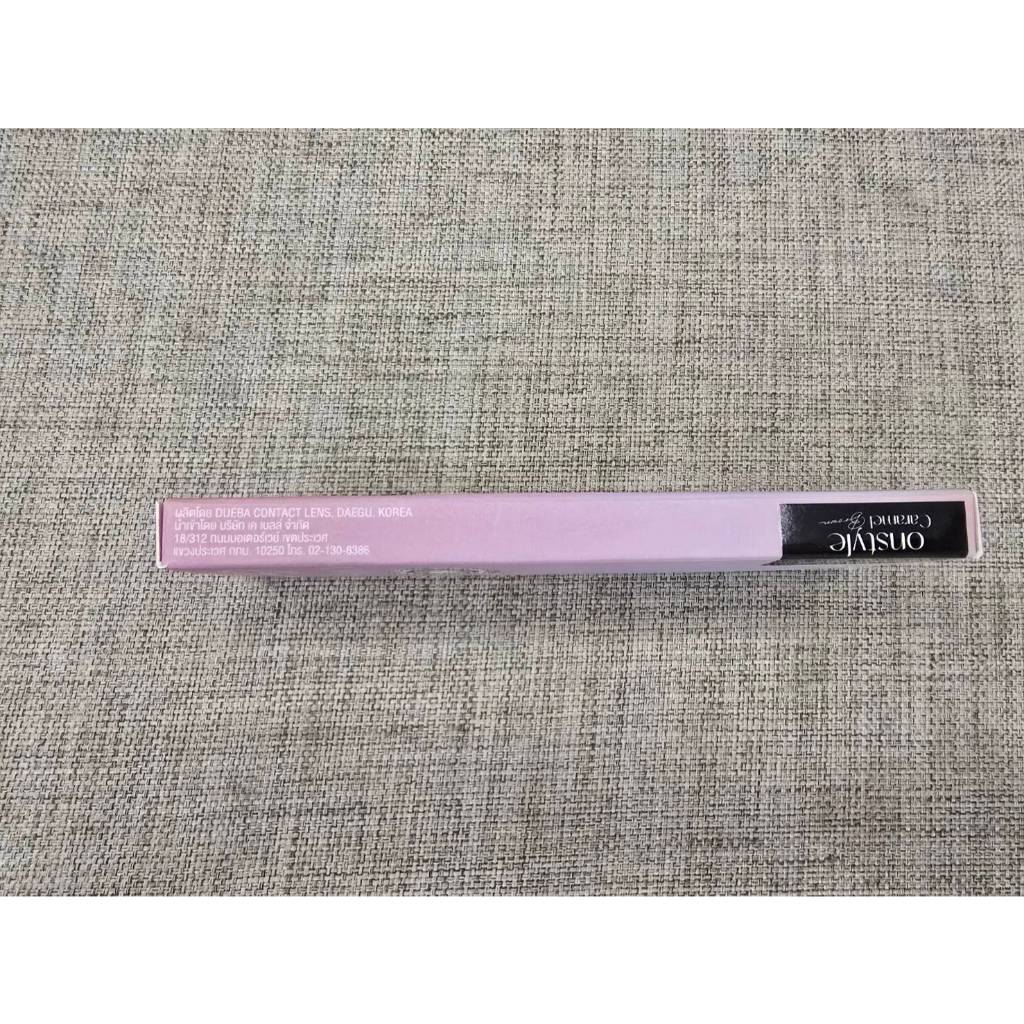 ผลิตโดย DUEBA CONTACT LENS, DAEGU, KOREA
นำเข้าโดย บริษัท เค เบลล์ จำกัด
18/312 ถนนมอเตอร์เวย์ เขตประเวศ
แขวงประเวศ กทม. 10250 โทร. 02-130-6386
onstyle
Caramel Brown